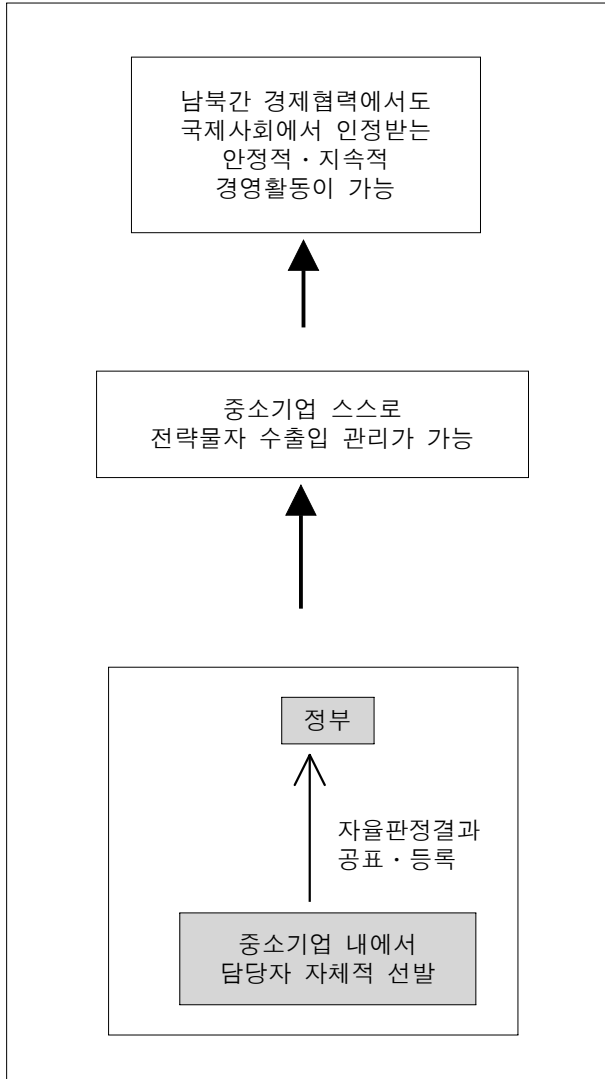 남북간 경제협력에서도
국제사회에서 인정받는
안정적·지속적
경영활동이 가능
중소기업 스스로
전략물자 수출입 관리가 가능
정부
자율판정결과
공표·등록
중소기업 내에서
담당자 자체적 선발